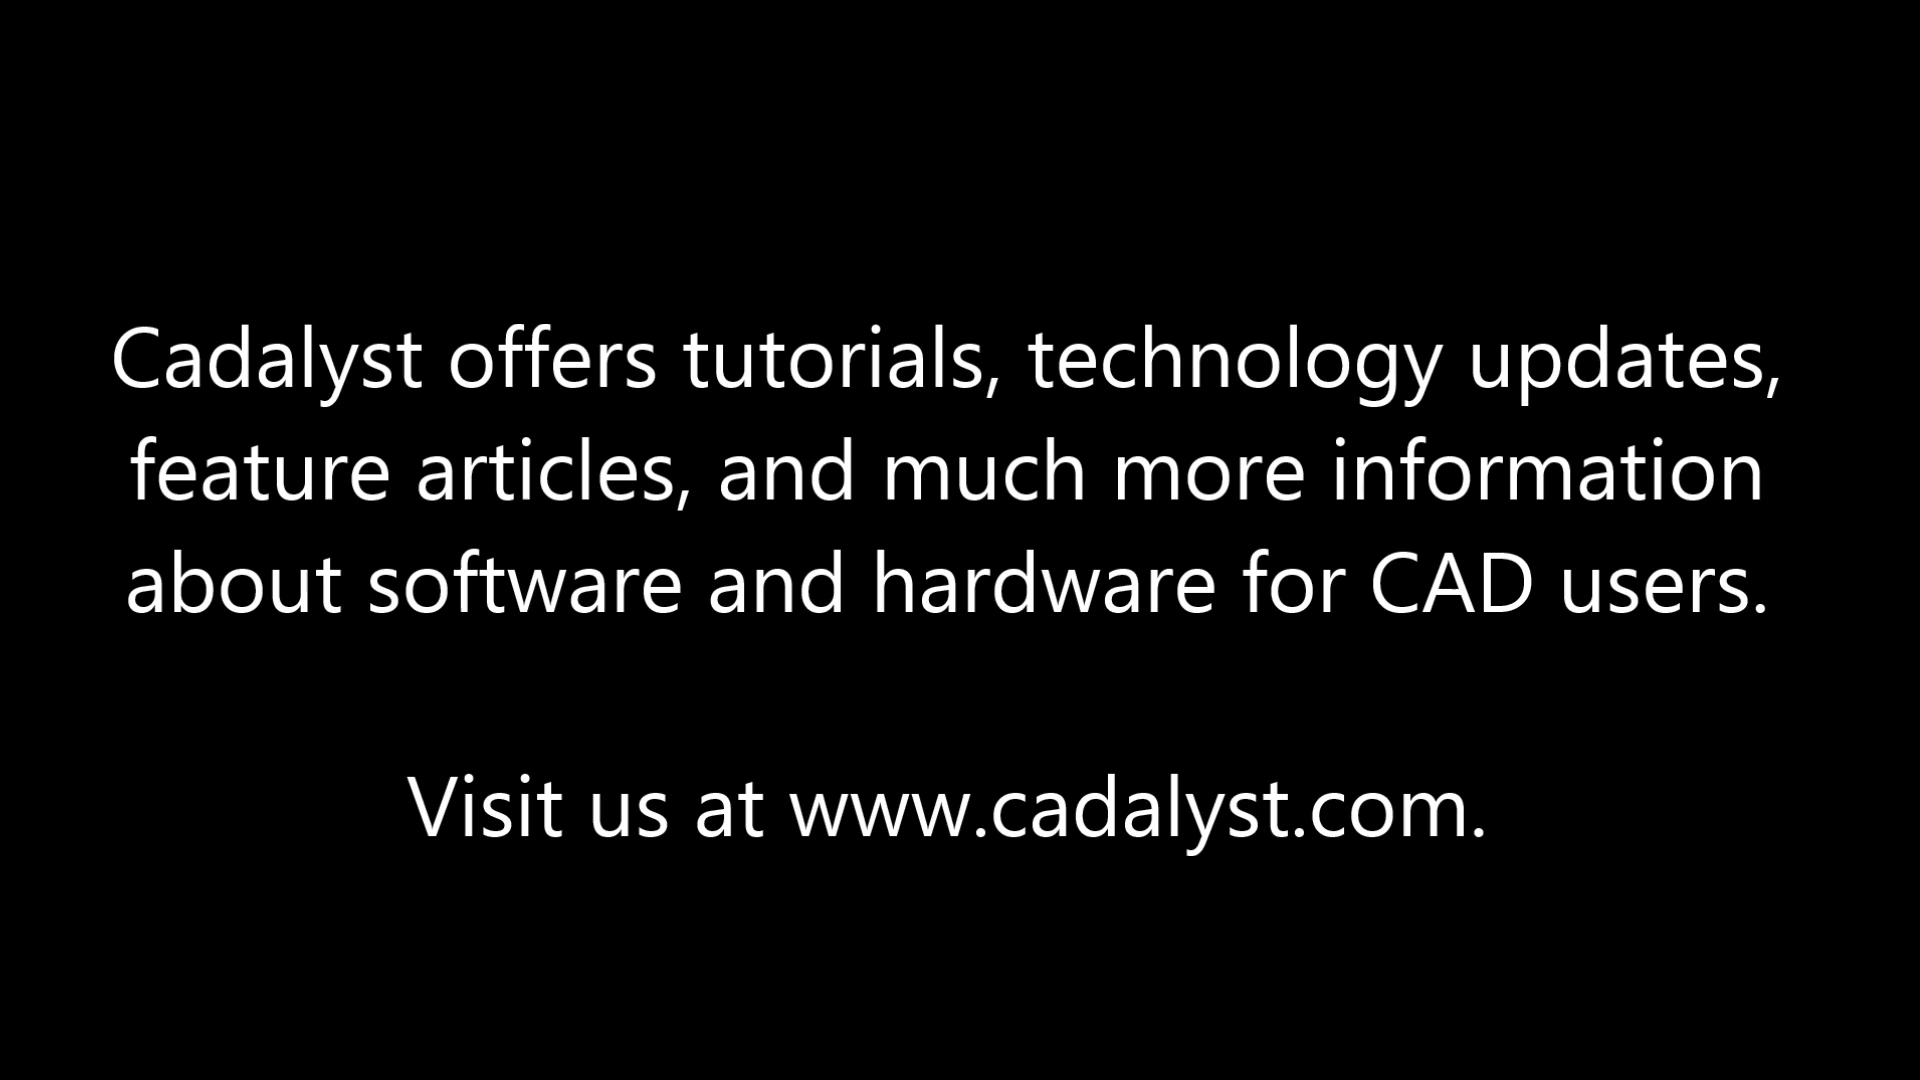 Cadalyst offers tutorials, technology updates,
feature articles, and much more information
about software and hardware for CAD users.
Visit us at www.cadalyst.com.